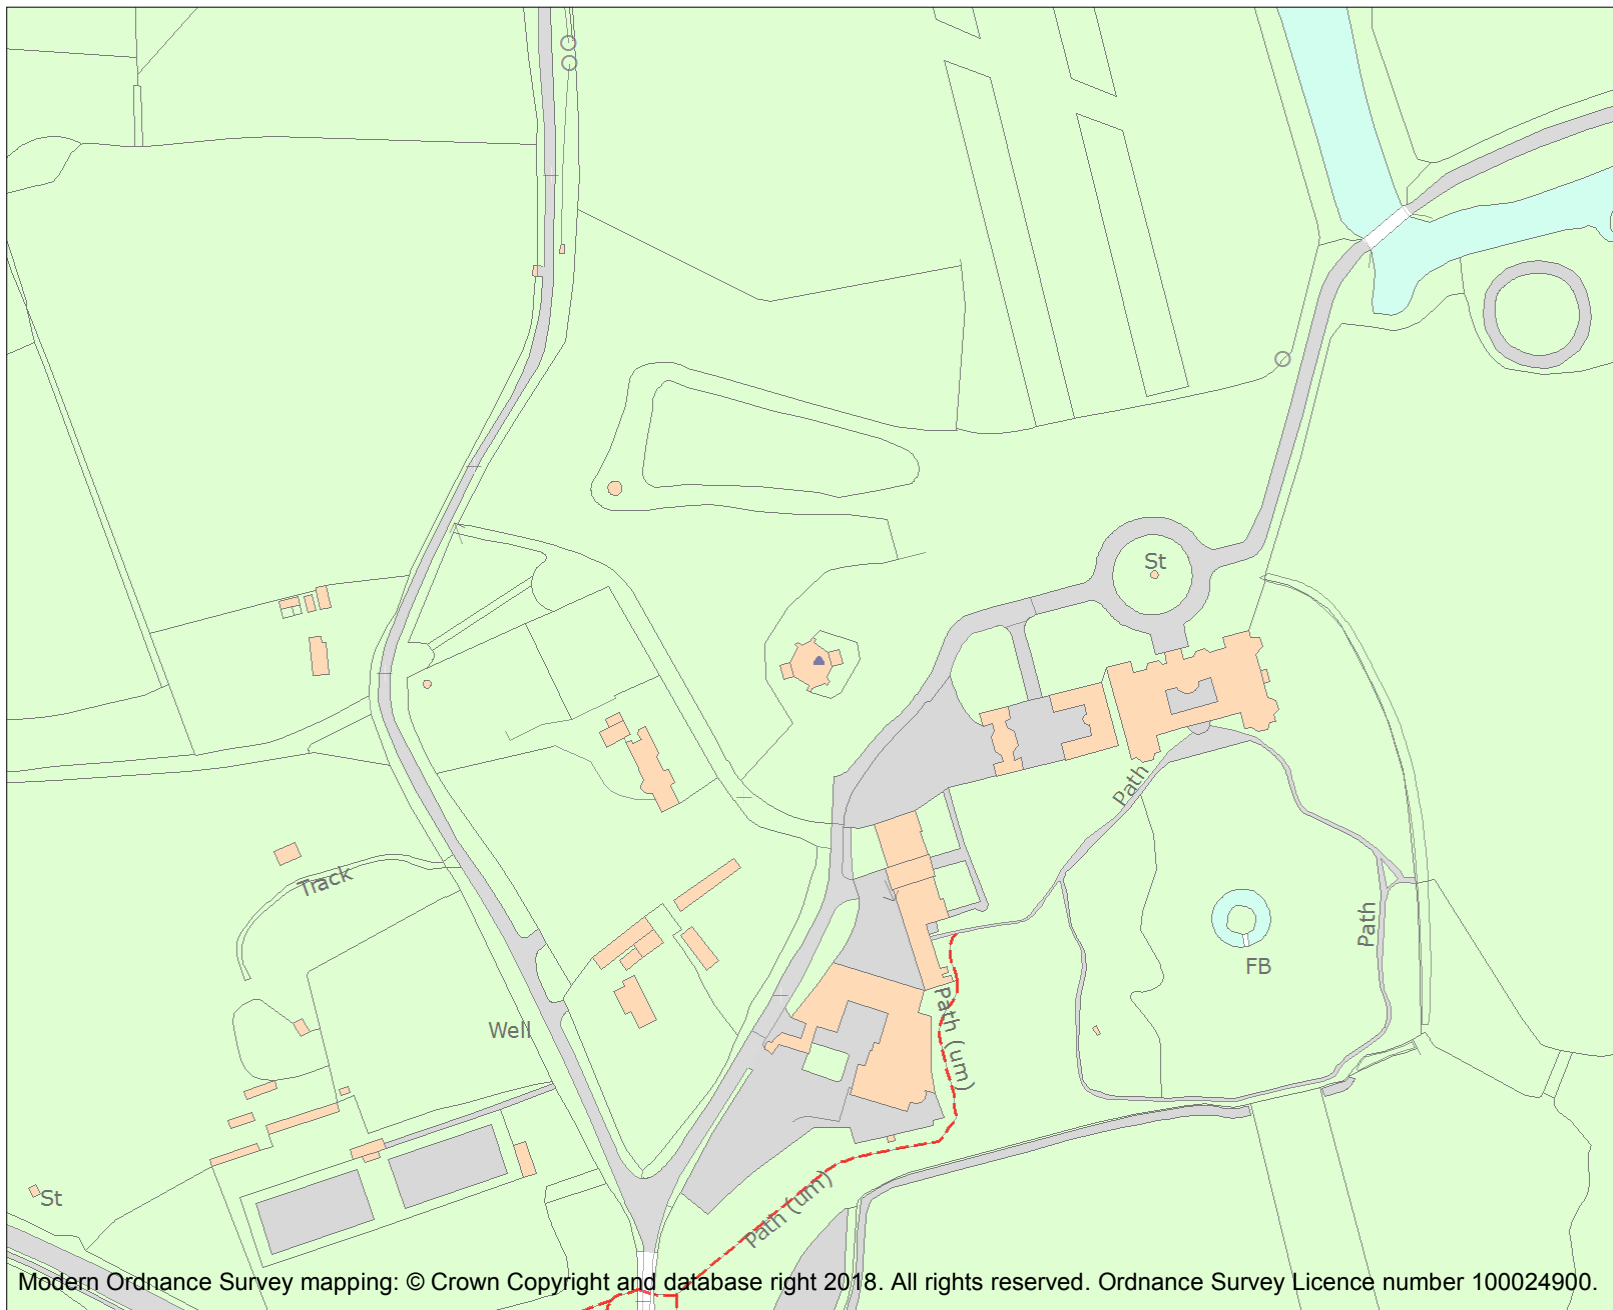 St
Path
Track
Path
FB
Path (um)
Well
Path (um)
St
Modern Ordnance Survey mapping: © Crown Copyright and database right 2018. All rights reserved. Ordnance Survey Licence number 100024900.